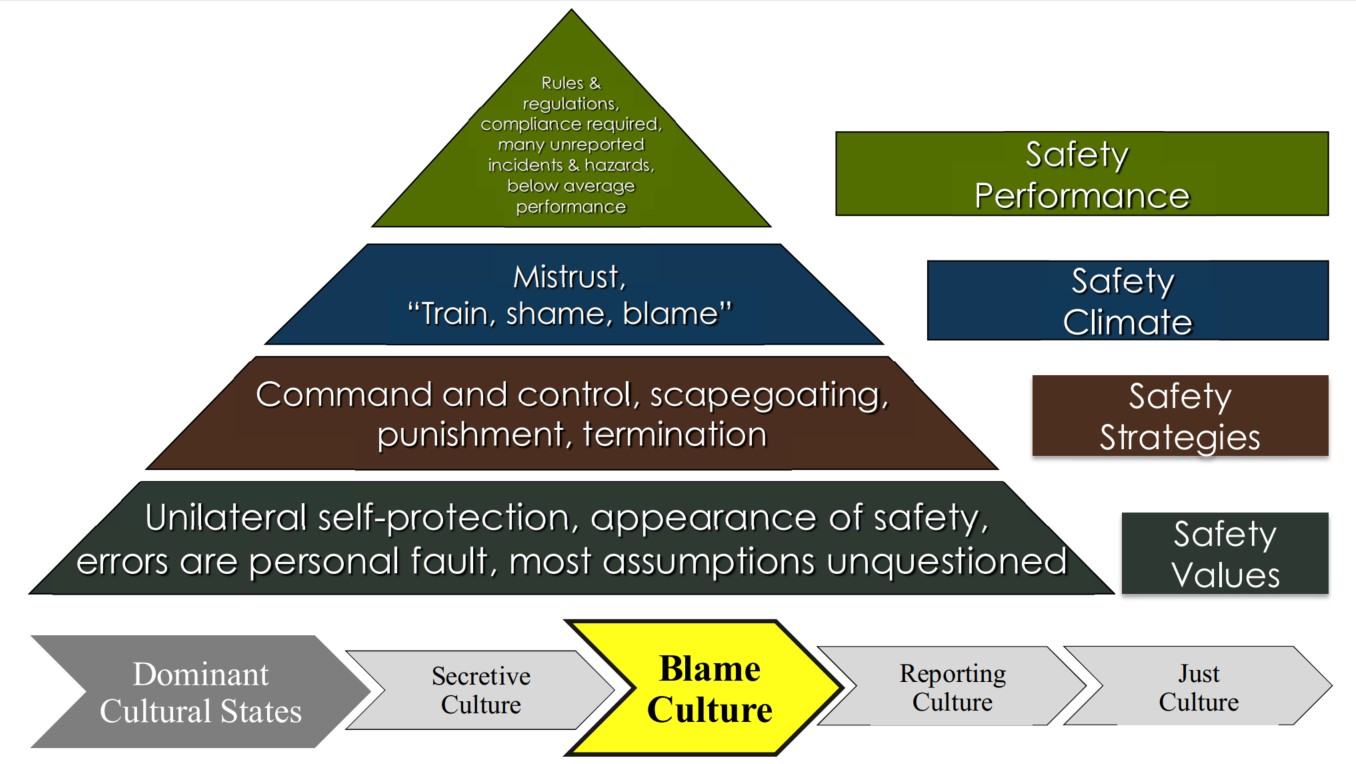 Rules &
regulations,
compliance required,
many unreported
incidents & hazards,
below average
performance
Safety
Performance
Mistrust,
“Train, shame, blame”
Safety
Climate
Command and control, scapegoating,
punishment, termination
Safety
Strategies
Unilateral self-protection, appearance of safety,
errors are personal fault, most assumptions unquestioned
Safety
Values
Dominant
Cultural States
Secretive
Culture
Blame
Culture
Reporting
Culture
Just
Culture